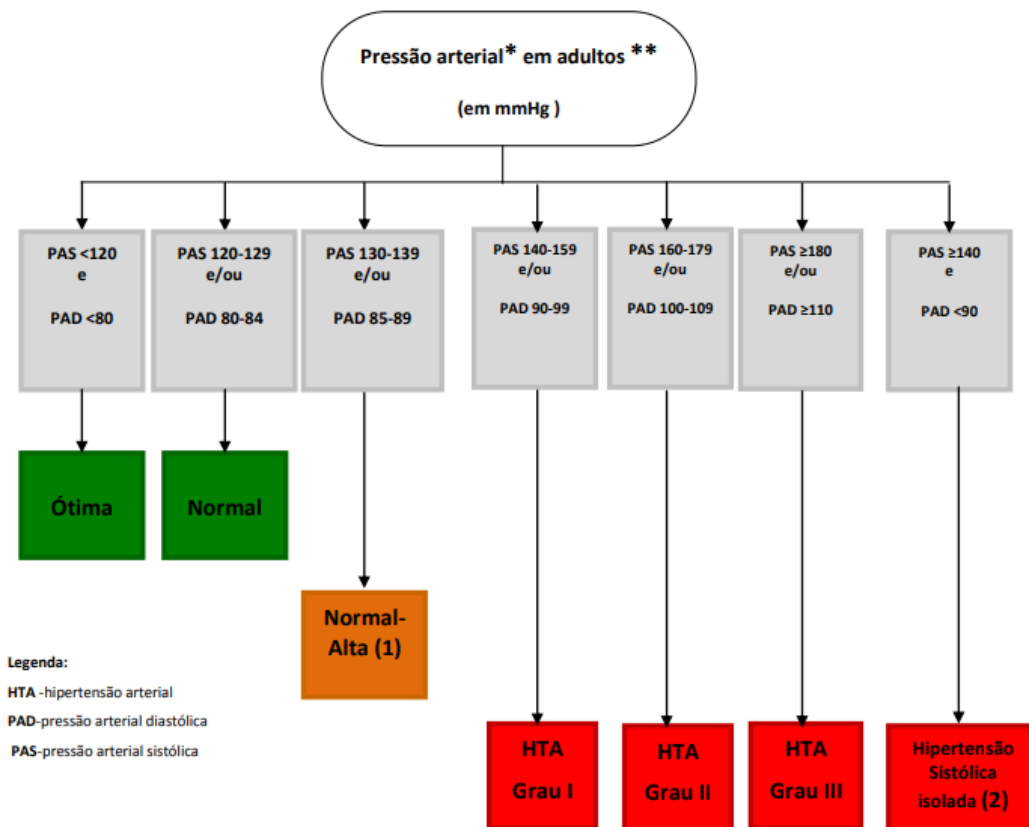 Pressão arterial* em adultos **
(em mmHg )
PAS <120
e
PAD <80
PAS 120-129
e/ou
PAD 80-84
PAS 130-139
e/ou
PAD 85-89
PAS 140-159
e/ou
PAD 90-99
PAS 160-179
e/ou
PAD 100-109
PAS ≥180
e/ou
PAD ≥110
PAS ≥140
e
PAD <90
Ótima
Normal
Normal-
Alta (1)
Legenda:
HTA -hipertensão arterial
PAD-pressão arterial diastólica
PAS-pressão arterial sistólica
HTA
Grau I
HTA
Grau II
HTA
Grau III
Hipertensão
Sistólica
isolada (2)